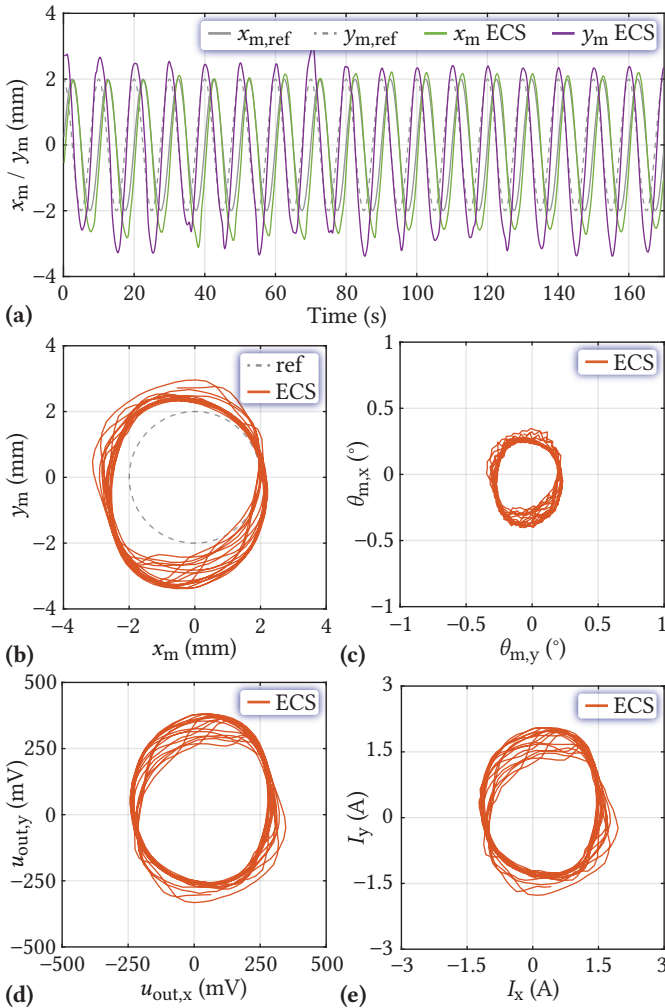 x_m,ref y_m,ref x_m ECS y_m ECS
4
2
0
−2
−4
x_m / y_m (mm)
0 20 40 60 80 100 120 140 160
(a) Time (s)
4
2
0
−2
−4
y_m (mm)
ref
ECS
−4 −2 0 2 4
(b) x_m (mm)
1
0.5
0
−0.5
−1
θ_m,x (°)
ECS
−1 −0.5 0 0.5 1
(c) θ_m,y (°)
500
250
0
−250
−500
u_out,y (mV)
ECS
−500 −250 0 250 500
(d) u_out,x (mV)
3
1.5
0
−1.5
−3
I_y (A)
ECS
−3 −1.5 0 1.5 3
(e) I_x (A)